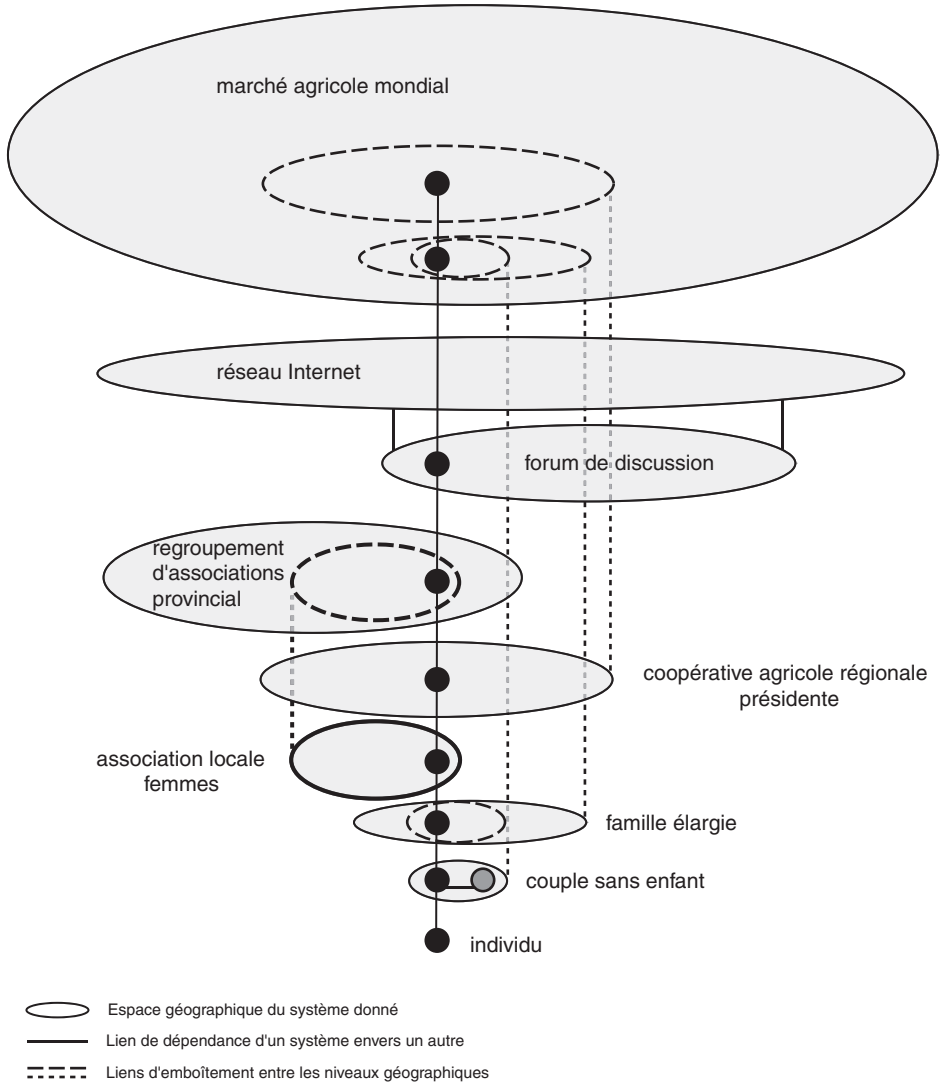 marché agricole mondial
réseau Internet
forum de discussion
regroupement
d'associations
provincial
coopérative agricole régionale
présidente
association locale
femmes
famille élargie
couple sans enfant
individu
Espace géographique du système donné
Lien de dépendance d'un système envers un autre
Liens d'emboîtement entre les niveaux géographiques